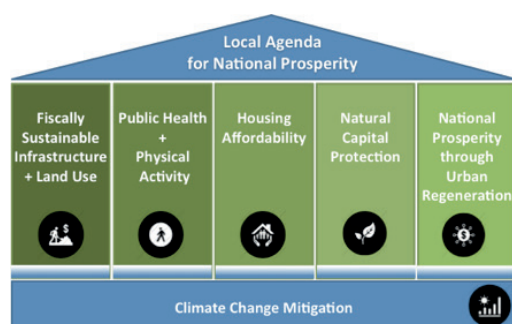 Local Agenda
for National Prosperity
Fiscally
Sustainable
Infrastructure
+ Land Use
Public Health
+
Physical
Activity
Housing
Affordability
Natural
Capital
Protection
National
Prosperity
through
Urban
Regeneration
$
$
Climate Change Mitigation